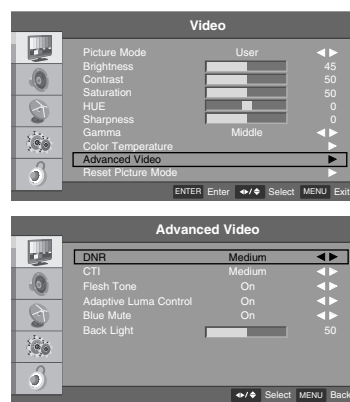 Video
Picture Mode User
Brightness 45
Contrast 50
Saturation 50
HUE 0
Sharpness 0
Gamma Middle
Color Temperature
Advanced Video
Reset Picture Mode
ENTER Enter Select MENU Exit
Advanced Video
DNR Medium
CTI Medium
Flesh Tone On
Adaptive Luma Control On
Blue Mute On
Back Light 50
Select MENU Back